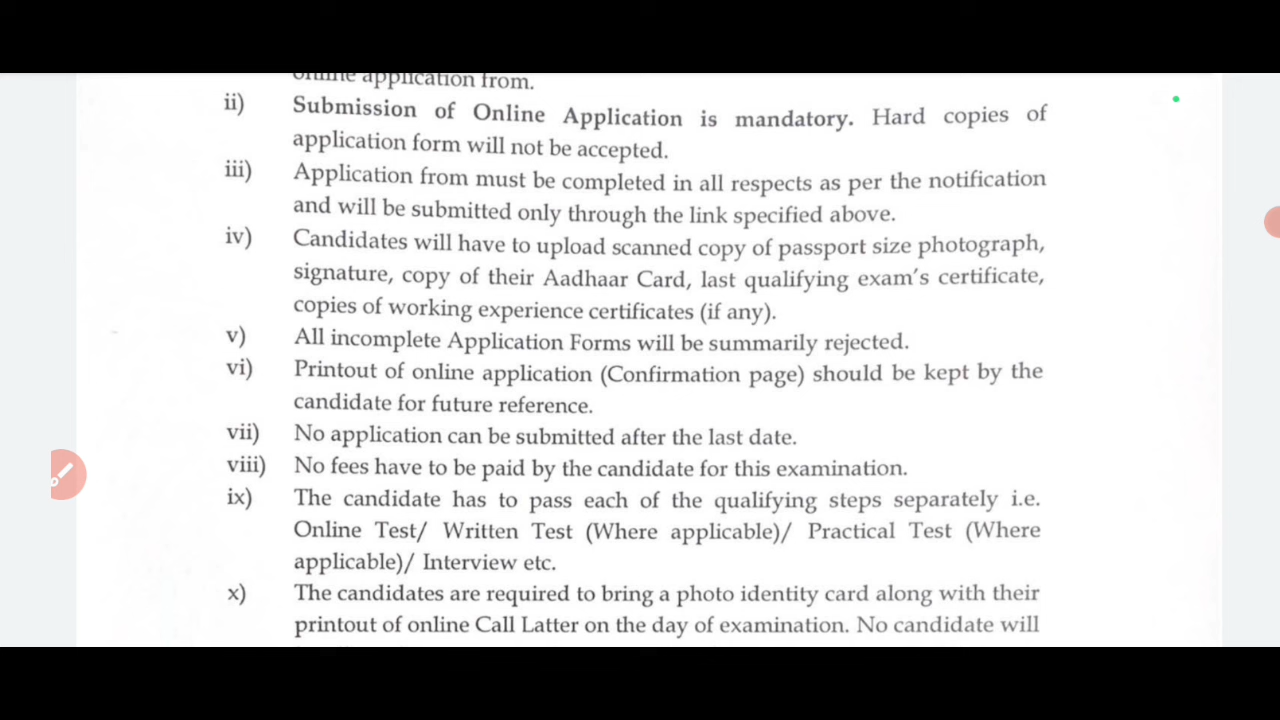 online application from.
ii) Submission of Online Application is mandatory. Hard copies of
application form will not be accepted.
iii) Application from must be completed in all respects as per the notification
and will be submitted only through the link specified above.
iv) Candidates will have to upload scanned copy of passport size photograph,
signature, copy of their Aadhaar Card, last qualifying exam's certificate,
copies of working experience certificates (if any).
v) All incomplete Application Forms will be summarily rejected.
vi) Printout of online application (Confirmation page) should be kept by the
candidate for future reference.
vii) No application can be submitted after the last date.
viii) No fees have to be paid by the candidate for this examination.
ix) The candidate has to pass each of the qualifying steps separately i.e.
Online Test/ Written Test (Where applicable)/ Practical Test (Where
applicable)/ Interview etc.
x) The candidates are required to bring a photo identity card along with their
printout of online Call Latter on the day of examination. No candidate will